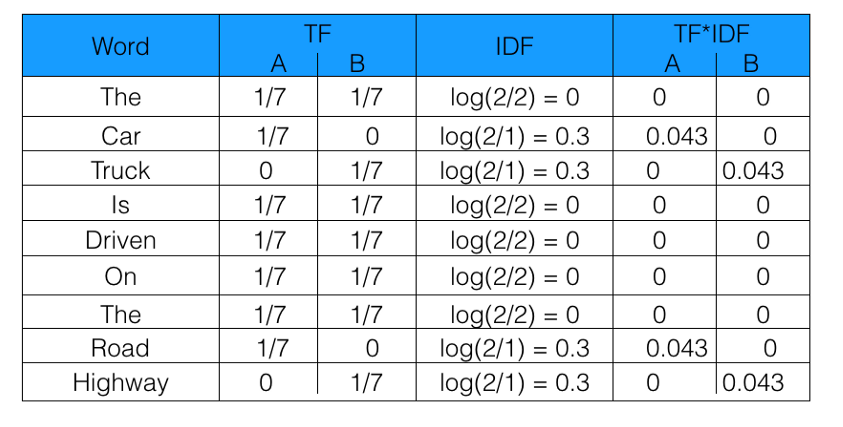 Word TF IDF TF*IDF
A B A B
The 1/7 1/7 log(2/2) = 0 0 0
Car 1/7 0 log(2/1) = 0.3 0.043 0
Truck 0 1/7 log(2/1) = 0.3 0 0.043
Is 1/7 1/7 log(2/2) = 0 0 0
Driven 1/7 1/7 log(2/2) = 0 0 0
On 1/7 1/7 log(2/2) = 0 0 0
The 1/7 1/7 log(2/2) = 0 0 0
Road 1/7 0 log(2/1) = 0.3 0.043 0
Highway 0 1/7 log(2/1) = 0.3 0 0.043